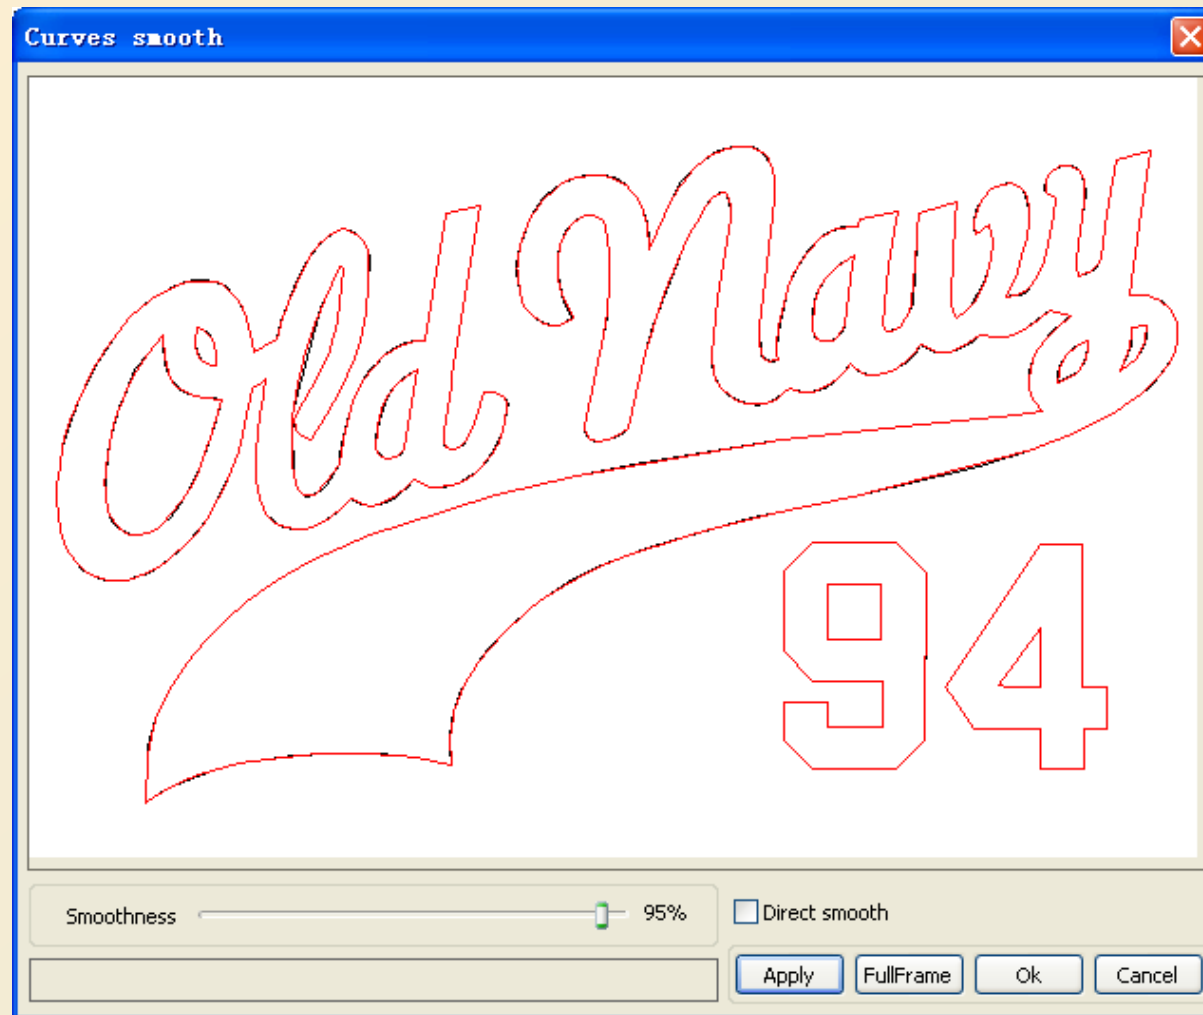 Curves smooth
Old Navy
94
Smoothness 95%
Direct smooth
Apply FullFrame Ok Cancel